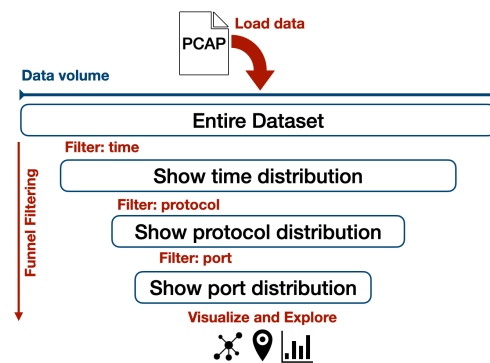 Load data
PCAP
Data volume
Entire Dataset
Filter: time
Show time distribution
Filter: protocol
Show protocol distribution
Filter: port
Show port distribution
Visualize and Explore
Funnel Filtering